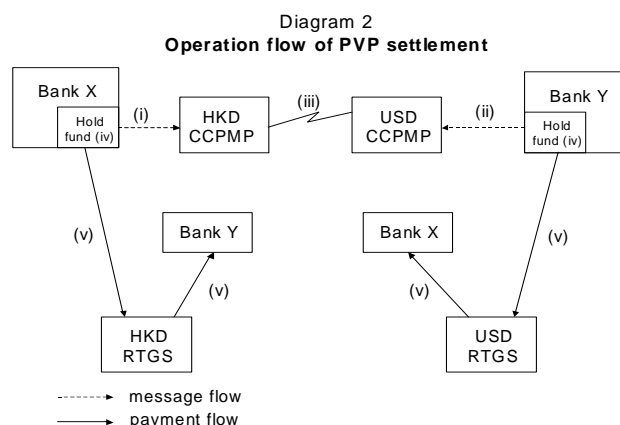 Diagram 2
Operation flow of PVP settlement
Bank X
Hold
fund (iv)
(i)
HKD
CCPMP
(iii)
USD
CCPMP
(ii)
Bank Y
Hold
fund (iv)
(v)
Bank Y
(v)
HKD
RTGS
Bank X
(v)
(v)
USD
RTGS
message flow
payment flow